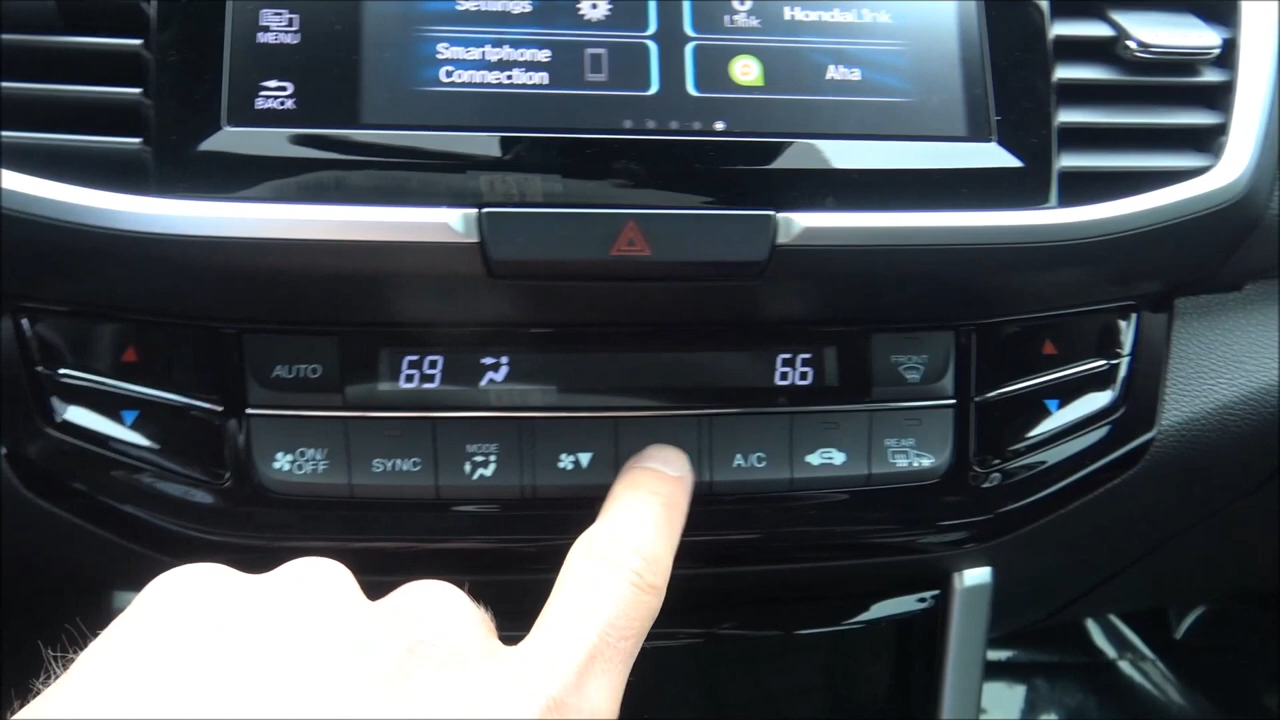 Settings
Link
HondaLink
MENU
Smartphone
Connection
Aha
BACK
AUTO
69
66
FRONT
ON/
OFF
SYNC
MODE
A/C
REAR